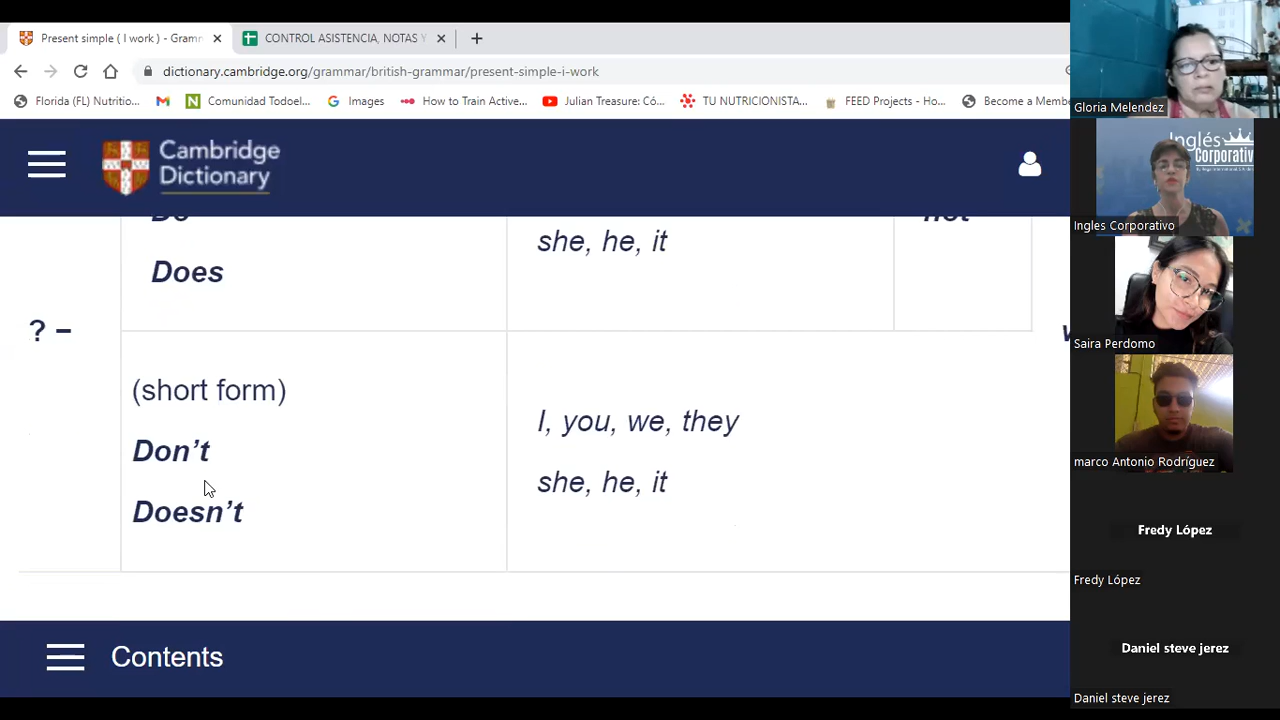 Present simple ( I work ) - Gramm
CONTROL ASISTENCIA, NOTAS Y
dictionary.cambridge.org/grammar/british-grammar/present-simple-i-work
Florida (FL) Nutritio...
Comunidad Todoel...
Images
How to Train Active...
Julian Treasure: Có...
TU NUTRICIONISTA...
FEED Projects - Ho...
Become a Membe
Cambridge
Dictionary
Do
not
she, he, it
Does
? –
(short form)
I, you, we, they
Don’t
she, he, it
Doesn’t
Contents
Gloria Melendez
Inglés
Corporativ
Ingles Corporativo
Saira Perdomo
marco Antonio Rodríguez
Fredy López
Fredy López
Daniel steve jerez
Daniel steve jerez